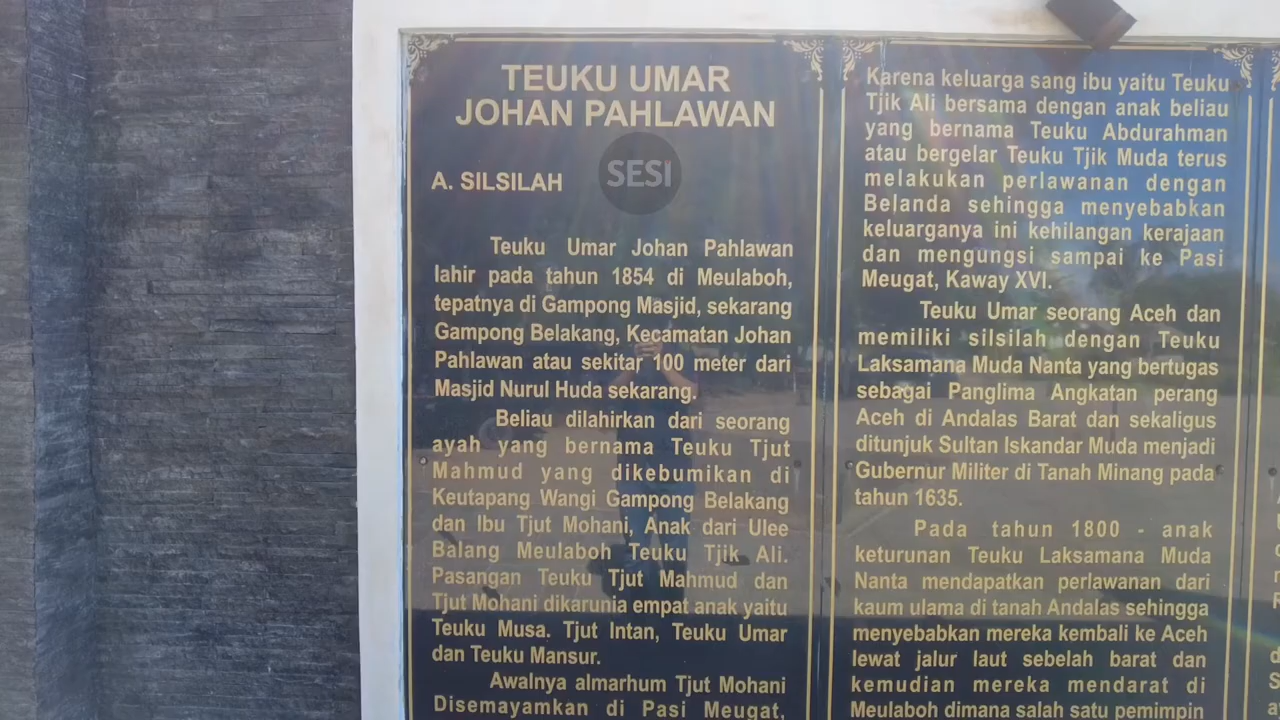 TEUKU UMAR
JOHAN PAHLAWAN
SESI
A. SILSILAH
Teuku Umar Johan Pahlawan
lahir pada tahun 1854 di Meulaboh,
tepatnya di Gampong Masjid, sekarang
Gampong Belakang, Kecamatan Johan
Pahlawan atau sekitar 100 meter dari
Masjid Nurul Huda sekarang.
Beliau dilahirkan dari seorang
ayah yang bernama Teuku Tjut
Mahmud yang dikebumikan di
Keutapang Wangi Gampong Belakang
dan Ibu Tjut Mohani, Anak dari Ulee
Balang Meulaboh Teuku Tjik Ali.
Pasangan Teuku Tjut Mahmud dan
Tjut Mohani dikarunia empat anak yaitu
Teuku Musa. Tjut Intan, Teuku Umar
dan Teuku Mansur.
Awalnya almarhum Tjut Mohani
Disemayamkan di Pasi Meugat,
Karena keluarga sang ibu yaitu Teuku
Tjik Ali bersama dengan anak beliau
yang bernama Teuku Abdurahman
atau bergelar Teuku Tjik Muda terus
melakukan perlawanan dengan
Belanda sehingga menyebabkan
keluarganya ini kehilangan kerajaan
dan mengungsi sampai ke Pasi
Meugat, Kaway XVI.
Teuku Umar seorang Aceh dan
memiliki silsilah dengan Teuku
Laksamana Muda Nanta yang bertugas
sebagai Panglima Angkatan perang
Aceh di Andalas Barat dan sekaligus
ditunjuk Sultan Iskandar Muda menjadi
Gubernur Militer di Tanah Minang pada
tahun 1635.
Pada tahun 1800 - anak
keturunan Teuku Laksamana Muda
Nanta mendapatkan perlawanan dari
kaum ulama di tanah Andalas sehingga
menyebabkan mereka kembali ke Aceh
lewat jalur laut sebelah barat dan
kemudian mereka mendarat di
Meulaboh dimana salah satu pemimpin